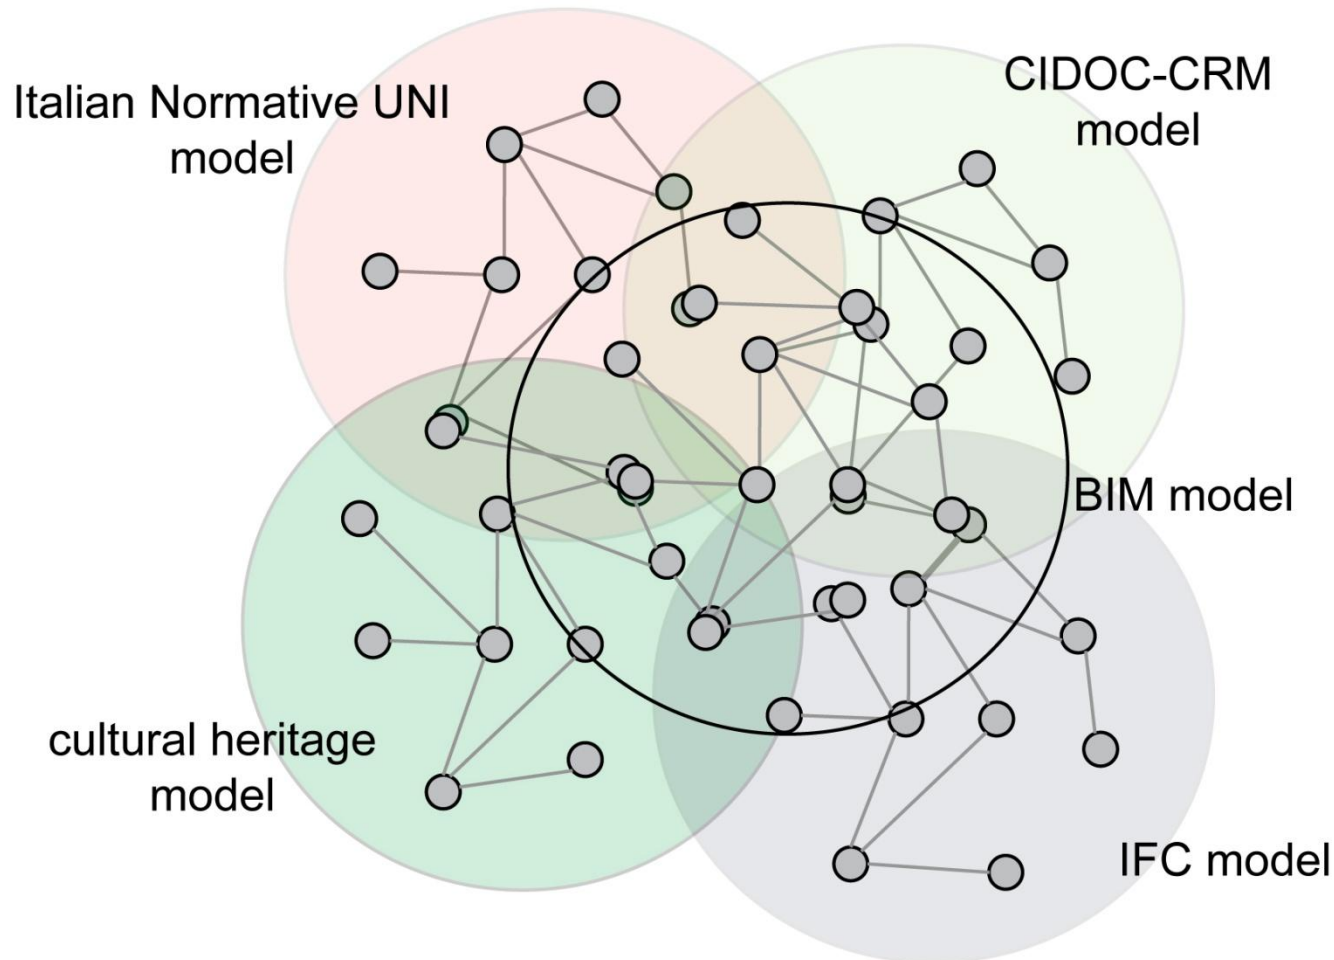 Italian Normative UNI
model
CIDOC-CRM
model
BIM model
cultural heritage
model
IFC model